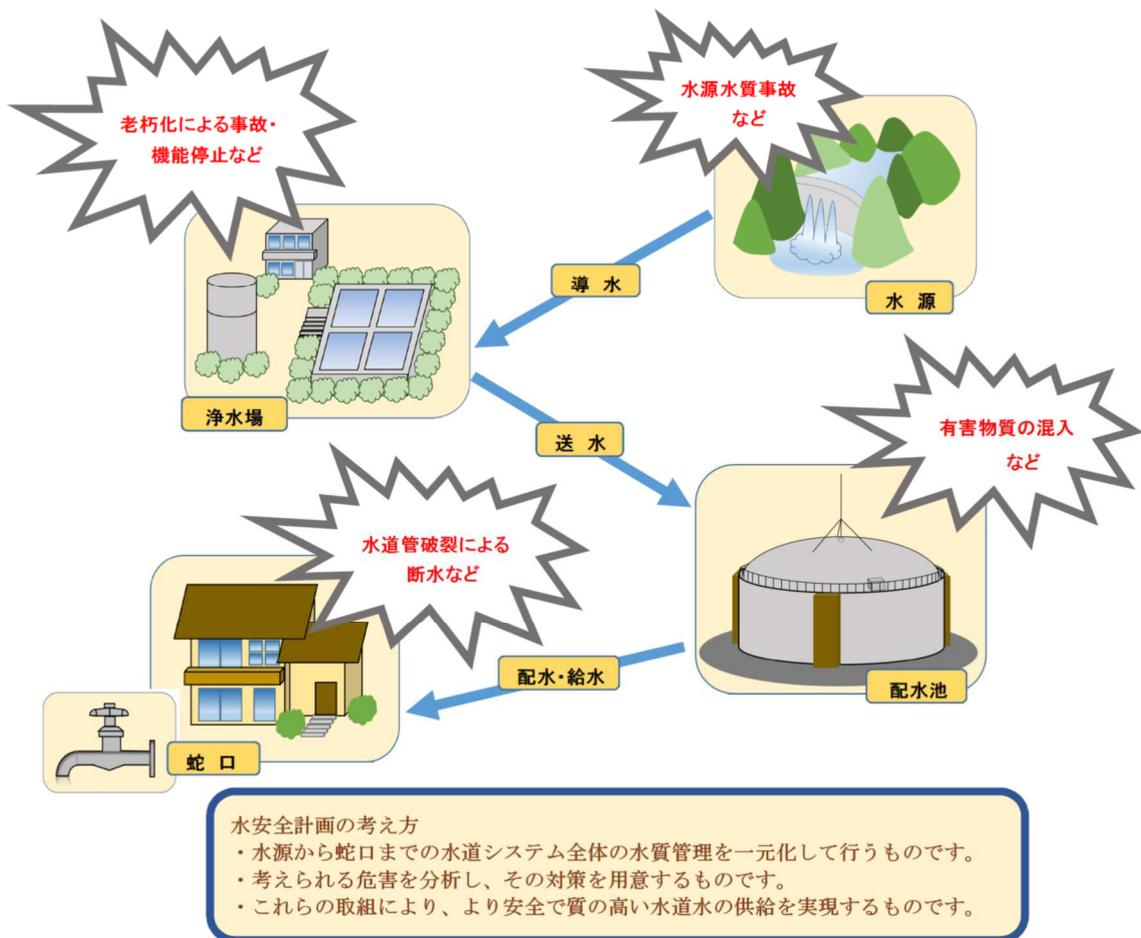 水源水質事故
など
老朽化による事故・
機能停止など
導 水
水 源
浄水場
送 水
有害物質の混入
など
水道管破裂による
断水など
配水・給水
配水池
蛇 口
水安全計画の考え方
・水源から蛇口までの水道システム全体の水質管理を一元化して行うものです。
・考えられる危害を分析し、その対策を用意するものです。
・これらの取組により、より安全で質の高い水道水の供給を実現するものです。